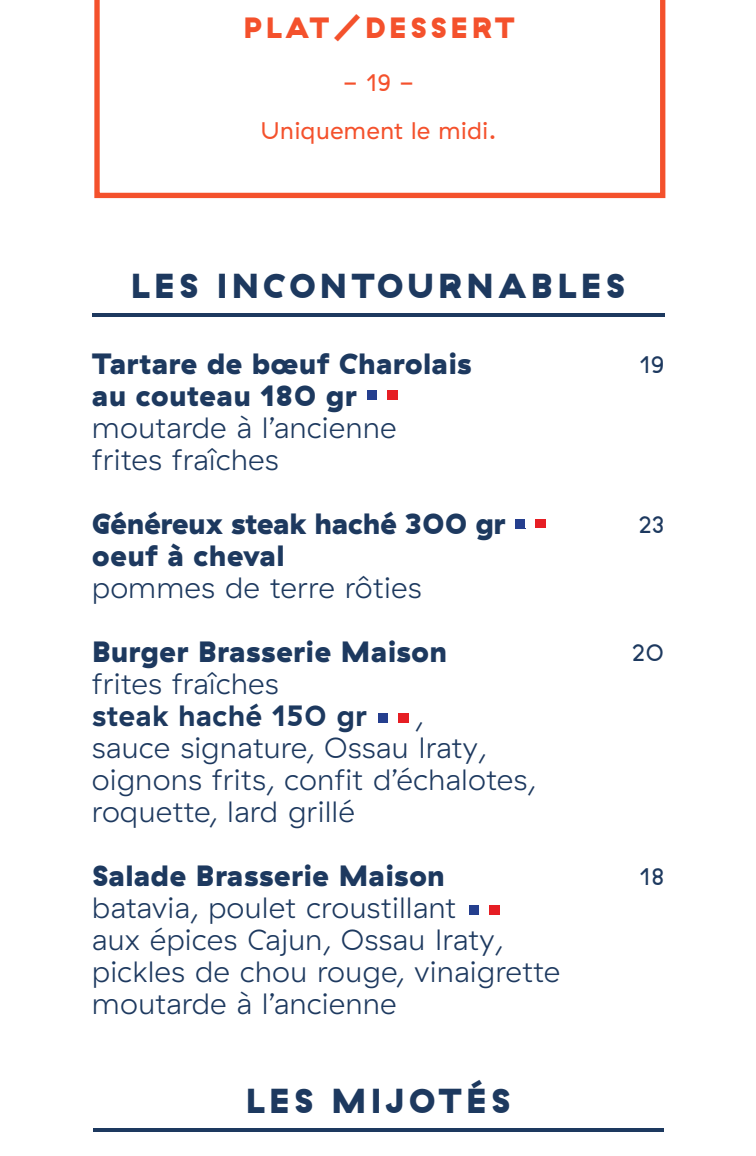 PLAT/DESSERT
– 19 –
Uniquement le midi.
LES INCONTOURNABLES
Tartare de bœuf Charolais 19
au couteau 180 gr
moutarde à l’ancienne
frites fraîches
Généreux steak haché 300 gr 23
oeuf à cheval
pommes de terre rôties
Burger Brasserie Maison 20
frites fraîches
steak haché 150 gr ,
sauce signature, Ossau Iraty,
oignons frits, confit d’échalotes,
roquette, lard grillé
Salade Brasserie Maison 18
batavia, poulet croustillant
aux épices Cajun, Ossau Iraty,
pickles de chou rouge, vinaigrette
moutarde à l’ancienne
LES MIJOTÉS